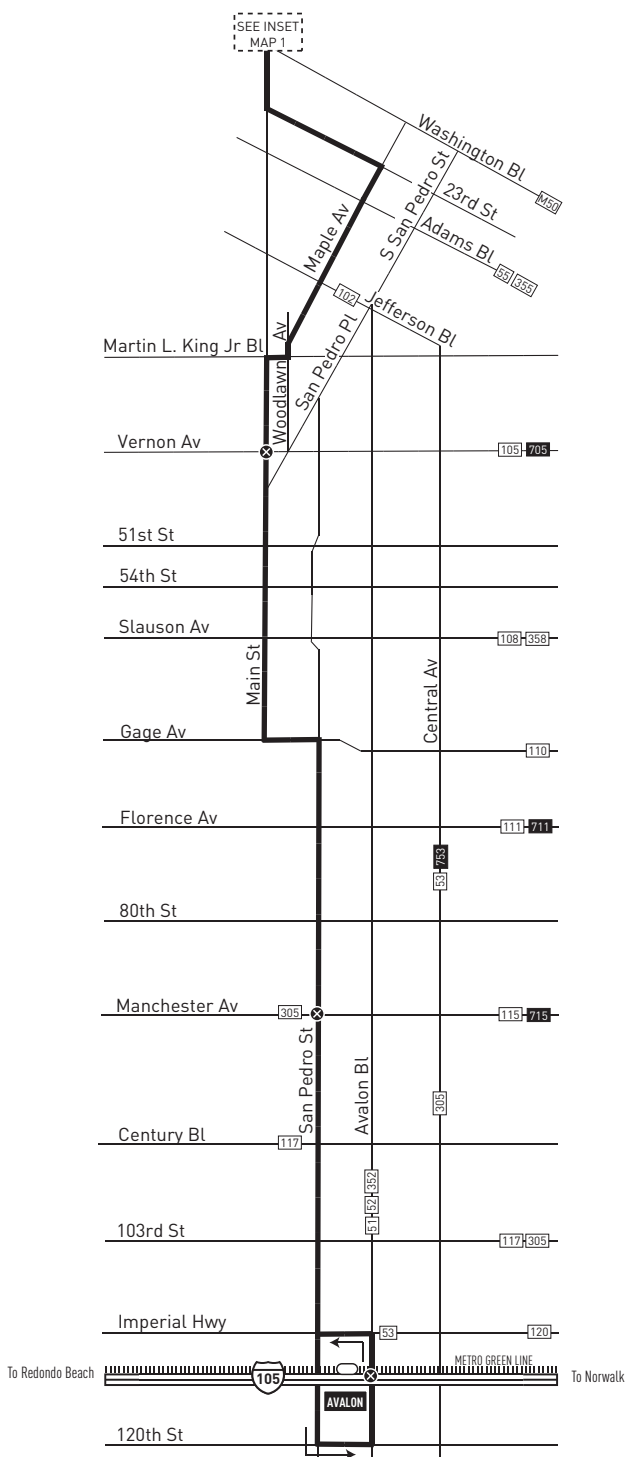 SEE INSET
MAP 1
Washington Bl
M50
S San Pedro St
23rd St
Maple Av
Adams Bl
55 355
102
Jefferson Bl
Martin L. King Jr Bl
Woodlawn Av
San Pedro Pl
Vernon Av
105 705
51st St
54th St
Slauson Av
108 358
Main St
Central Av
Gage Av
110
Florence Av
111 711
753
53
80th St
Manchester Av
305
115 715
San Pedro St
Avalon Bl
305
Century Bl
117
51 52 352
103rd St
117 305
Imperial Hwy
53
120
METRO GREEN LINE
To Redondo Beach
105
To Norwalk
AVALON
120th St